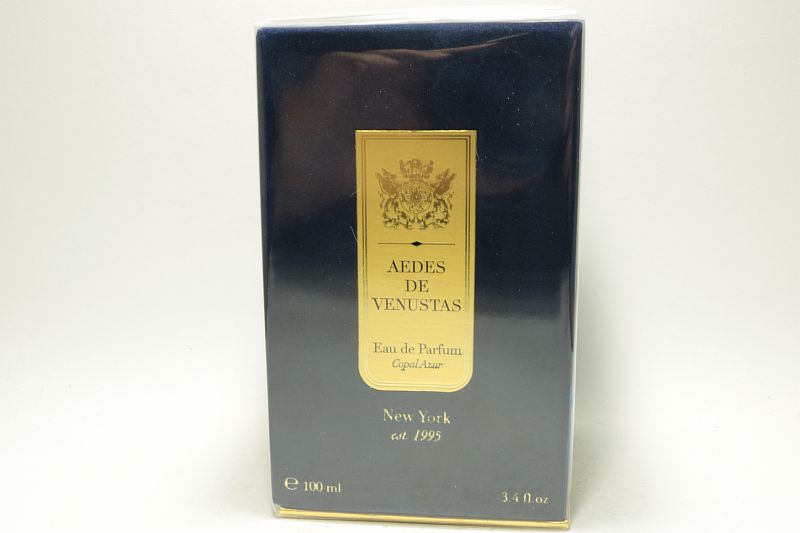 AEDES
DE
VENUSTAS
Eau de Parfum
Copal Azur
New York
est. 1995
℮ 100 ml
3.4 fl.oz